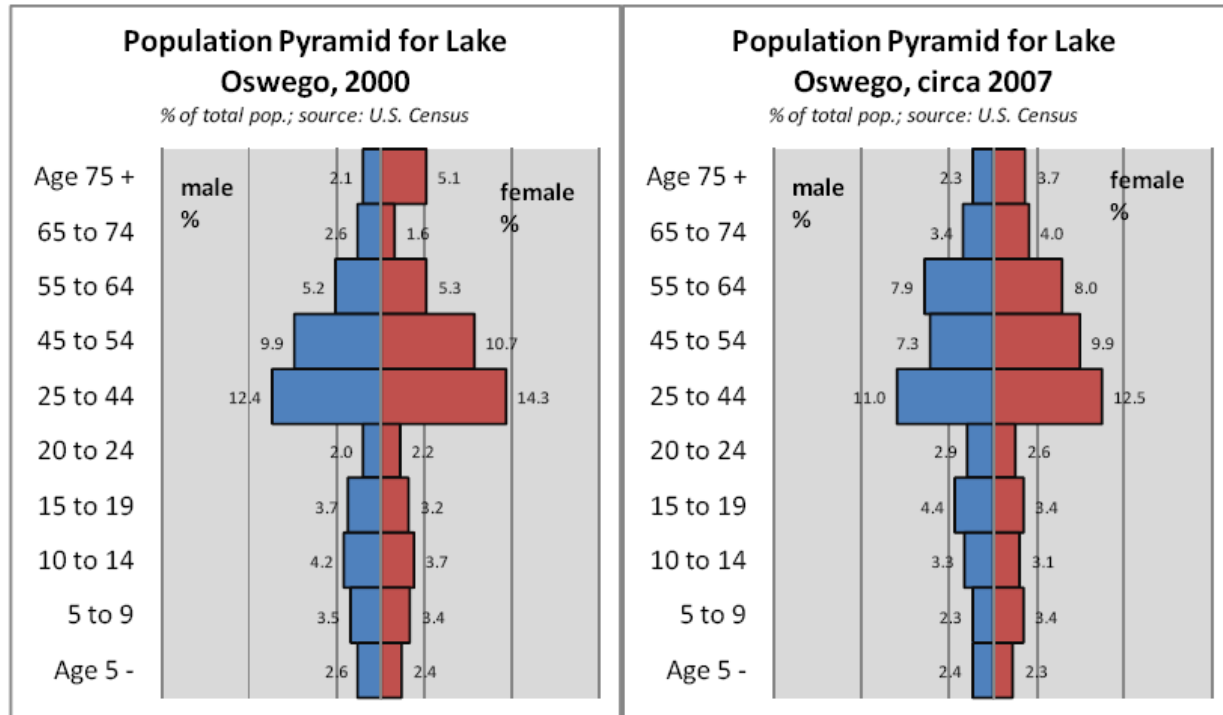 Population Pyramid for Lake
Oswego, 2000
% of total pop.; source: U.S. Census
male
%
female
%
Age 75 + 2.1 5.1
65 to 74 2.6 1.6
55 to 64 5.2 5.3
45 to 54 9.9 10.7
25 to 44 12.4 14.3
20 to 24 2.0 2.2
15 to 19 3.7 3.2
10 to 14 4.2 3.7
5 to 9 3.5 3.4
Age 5 - 2.6 2.4
Population Pyramid for Lake
Oswego, circa 2007
% of total pop.; source: U.S. Census
male
%
female
%
Age 75 + 2.3 3.7
65 to 74 3.4 4.0
55 to 64 7.9 8.0
45 to 54 7.3 9.9
25 to 44 11.0 12.5
20 to 24 2.9 2.6
15 to 19 4.4 3.4
10 to 14 3.3 3.1
5 to 9 2.3 3.4
Age 5 - 2.4 2.3